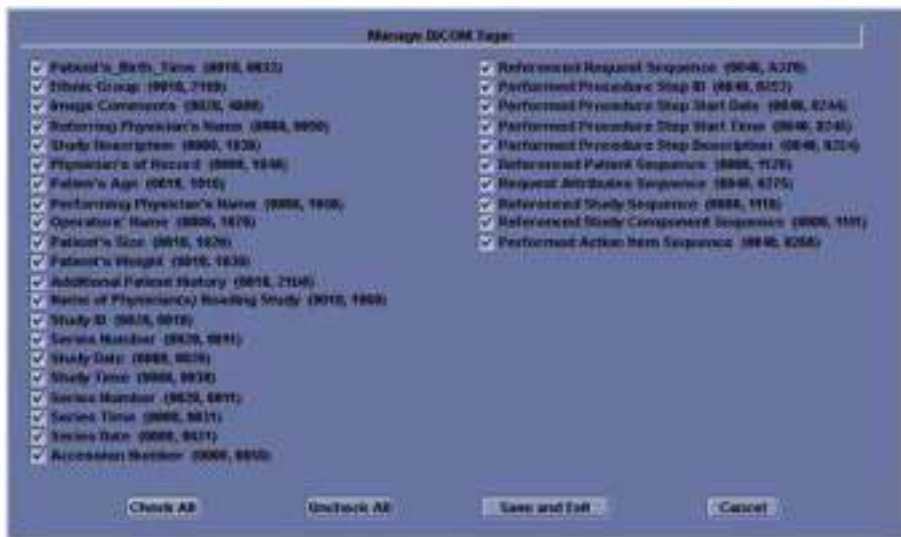 Manage DICOM Tags
Patient's_Birth_Time (0010, 0032)
Ethnic Group (0010, 2160)
Image Comments (0020, 4000)
Referring Physician's Name (0008, 0090)
Study Description (0008, 1030)
Physician's of Record (0008, 1048)
Patien's Age (0010, 1010)
Performing Physician's Name (0008, 1050)
Operators' Name (0008, 1070)
Patient's Size (0010, 1020)
Patient's Weight (0010, 1030)
Additional Patient History (0010, 21b0)
Name of Physician(s) Reading Study (0010, 1060)
Study ID (0020, 0010)
Series Number (0020, 0011)
Study Date (0008, 0020)
Study Time (0008, 0030)
Series Number (0020, 0011)
Series Time (0008, 0031)
Series Date (0008, 0021)
Accession Number (0008, 0050)
Referenced Request Sequence (0040, A370)
Performed Procedure Step ID (0040, 0253)
Performed Procedure Step Start Date (0040, 0244)
Performed Procedure Step Start Time (0040, 0245)
Performed Procedure Step Description (0040, 0254)
Referenced Patient Sequence (0008, 1120)
Request Attributes Sequence (0040, 0275)
Referenced Study Sequence (0008, 1110)
Referenced Study Component Sequence (0008, 1111)
Performed Action Item Sequence (0040, 0260)
Check All
Uncheck All
Save and Exit
Cancel